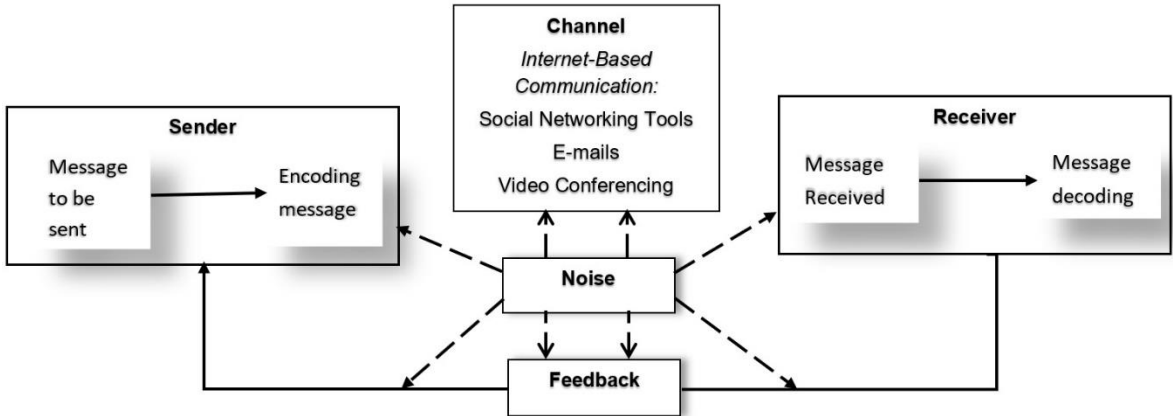 Channel
Internet-Based
Communication:
Social Networking Tools
E-mails
Video Conferencing
Sender
Message
to be
sent
Encoding
message
Receiver
Message
Received
Message
decoding
Noise
Feedback